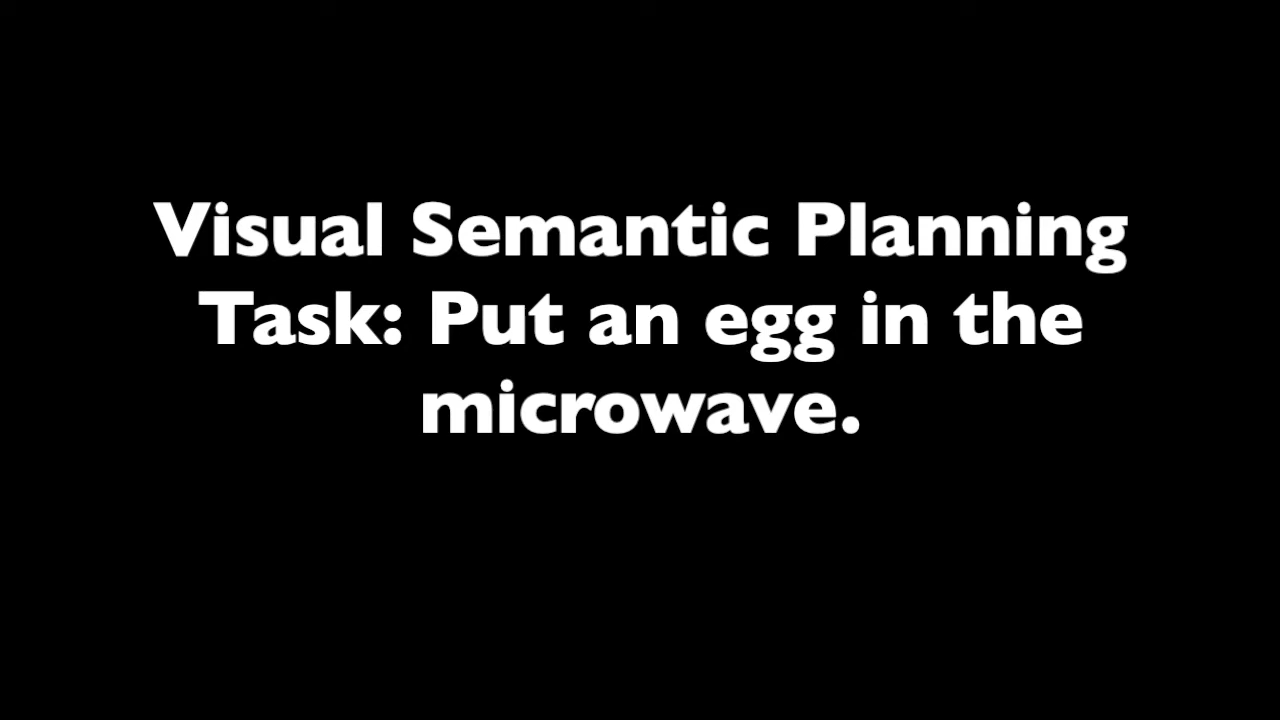 Visual Semantic Planning
Task: Put an egg in the
microwave.